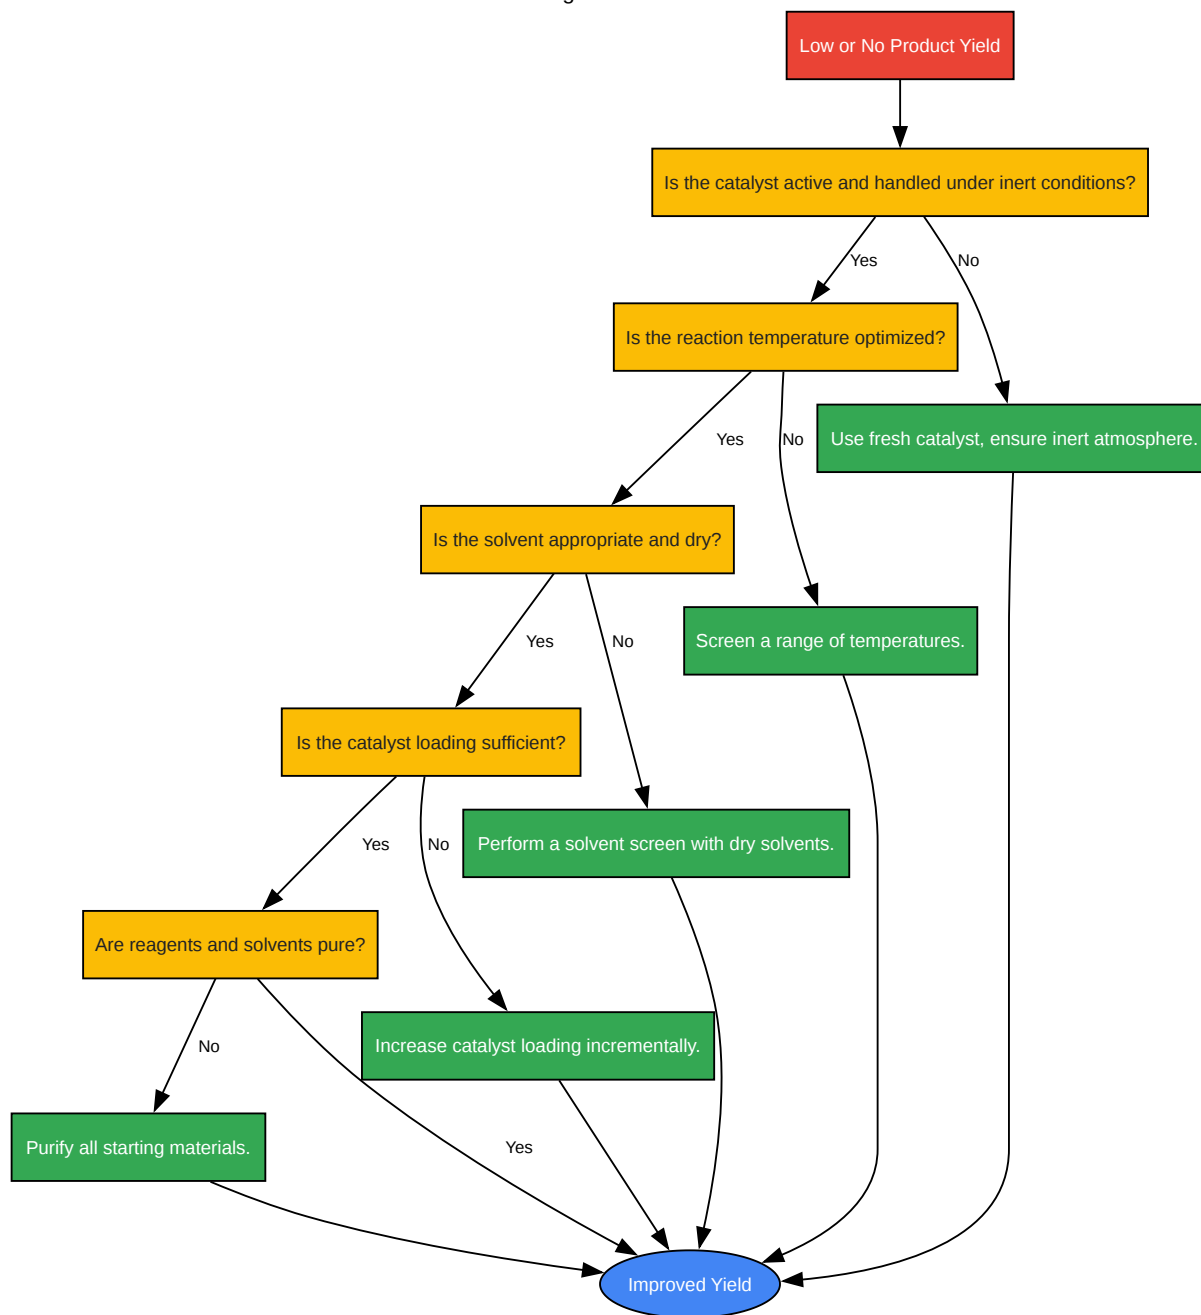 Low or No Product Yield
Is the catalyst active and handled under inert conditions?
Yes
No
Is the reaction temperature optimized?
Yes
No
Use fresh catalyst, ensure inert atmosphere.
Is the solvent appropriate and dry?
Yes
No
Screen a range of temperatures.
Is the catalyst loading sufficient?
Yes
No
Perform a solvent screen with dry solvents.
Are reagents and solvents pure?
No
Increase catalyst loading incrementally.
Purify all starting materials.
Yes
Improved Yield